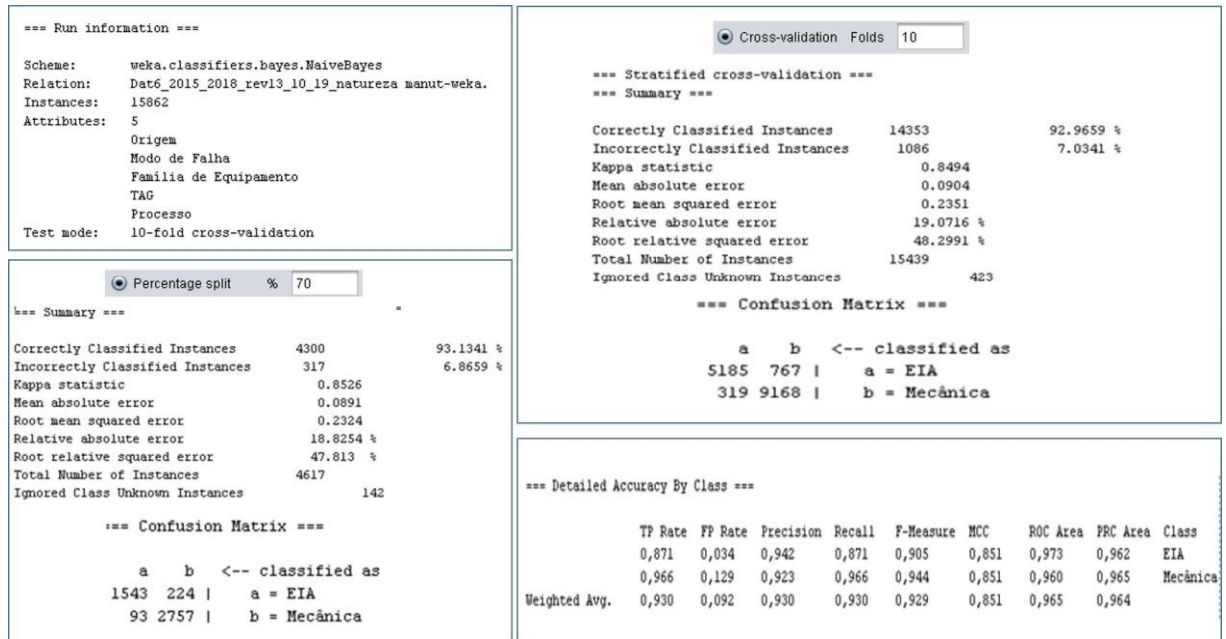 === Run information ===
Scheme: weka.classifiers.bayes.NaiveBayes
Relation: Dat6_2015_2018_rev13_10_19_natureza manut-weka.
Instances: 15862
Attributes: 5
Origem
Modo de Falha
Família de Equipamento
TAG
Processo
Test mode: 10-fold cross-validation
Percentage split % 70
=== Summary ===
Correctly Classified Instances 4300 93.1341 %
Incorrectly Classified Instances 317 6.8659 %
Kappa statistic 0.8526
Mean absolute error 0.0891
Root mean squared error 0.2324
Relative absolute error 18.8254 %
Root relative squared error 47.813 %
Total Number of Instances 4617
Ignored Class Unknown Instances 142
=== Confusion Matrix ===
a b <-- classified as
1543 224 | a = EIA
93 2757 | b = Mecânica
Cross-validation Folds 10
=== Stratified cross-validation ===
=== Summary ===
Correctly Classified Instances 14353 92.9659 %
Incorrectly Classified Instances 1086 7.0341 %
Kappa statistic 0.8494
Mean absolute error 0.0904
Root mean squared error 0.2351
Relative absolute error 19.0716 %
Root relative squared error 48.2991 %
Total Number of Instances 15439
Ignored Class Unknown Instances 423
=== Confusion Matrix ===
a b <-- classified as
5185 767 | a = EIA
319 9168 | b = Mecânica
=== Detailed Accuracy By Class ===
TP Rate FP Rate Precision Recall F-Measure MCC ROC Area PRC Area Class
0,871 0,034 0,942 0,871 0,905 0,851 0,973 0,962 EIA
0,966 0,129 0,923 0,966 0,944 0,851 0,960 0,965 Mecânica
Weighted Avg. 0,930 0,092 0,930 0,930 0,929 0,851 0,965 0,964